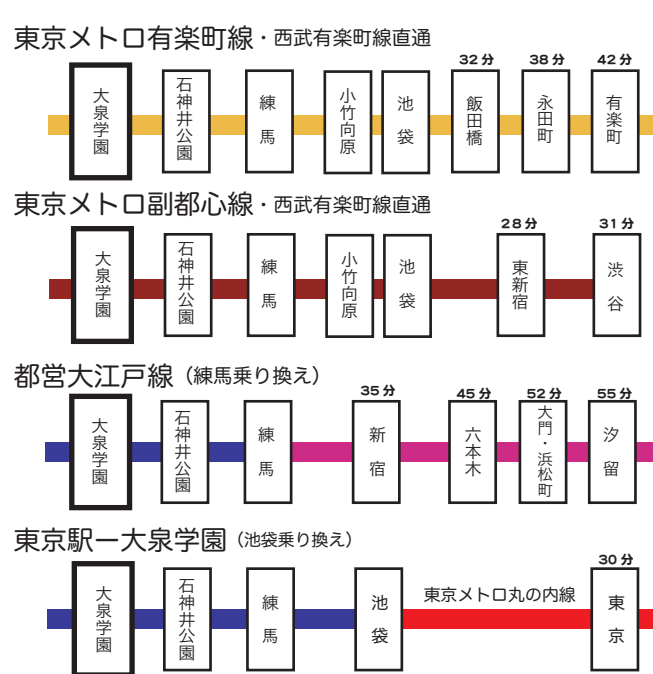 東京メトロ有楽町線・西武有楽町線直通
32分 38分 42分
大泉学園 石神井公園 練馬 小竹向原 池袋 飯田橋 永田町 有楽町
東京メトロ副都心線・西武有楽町線直通
28分 31分
大泉学園 石神井公園 練馬 小竹向原 池袋 東新宿 渋谷
都営大江戸線（練馬乗り換え）
35分 45分 52分 55分
大泉学園 石神井公園 練馬 新宿 六本木 大門・浜松町 汐留
東京駅ー大泉学園（池袋乗り換え）
30分
大泉学園 石神井公園 練馬 池袋 東京メトロ丸の内線 東京